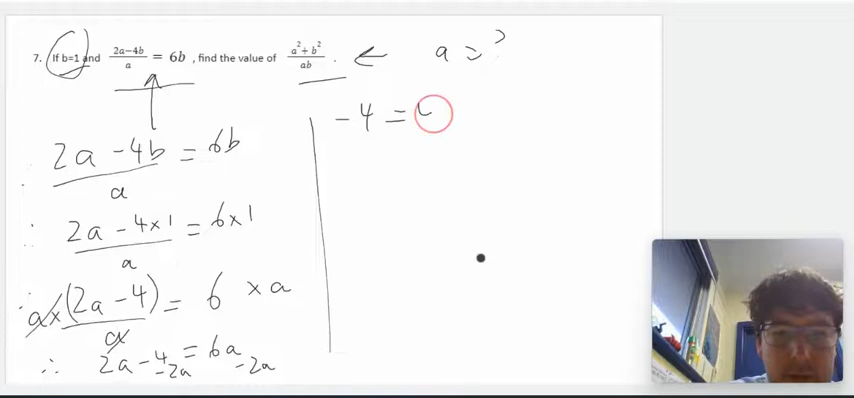 7. If b=1 and (2a-4b)/a = 6b , find the value of (a²+b²)/ab . ← a = ?
(2a - 4b)/a = 6b
∴ (2a - 4×1)/a = 6×1
∴ a×(2a - 4)/a = 6 × a
∴ 2a - 4 - 2a = 6a - 2a
- 4 =